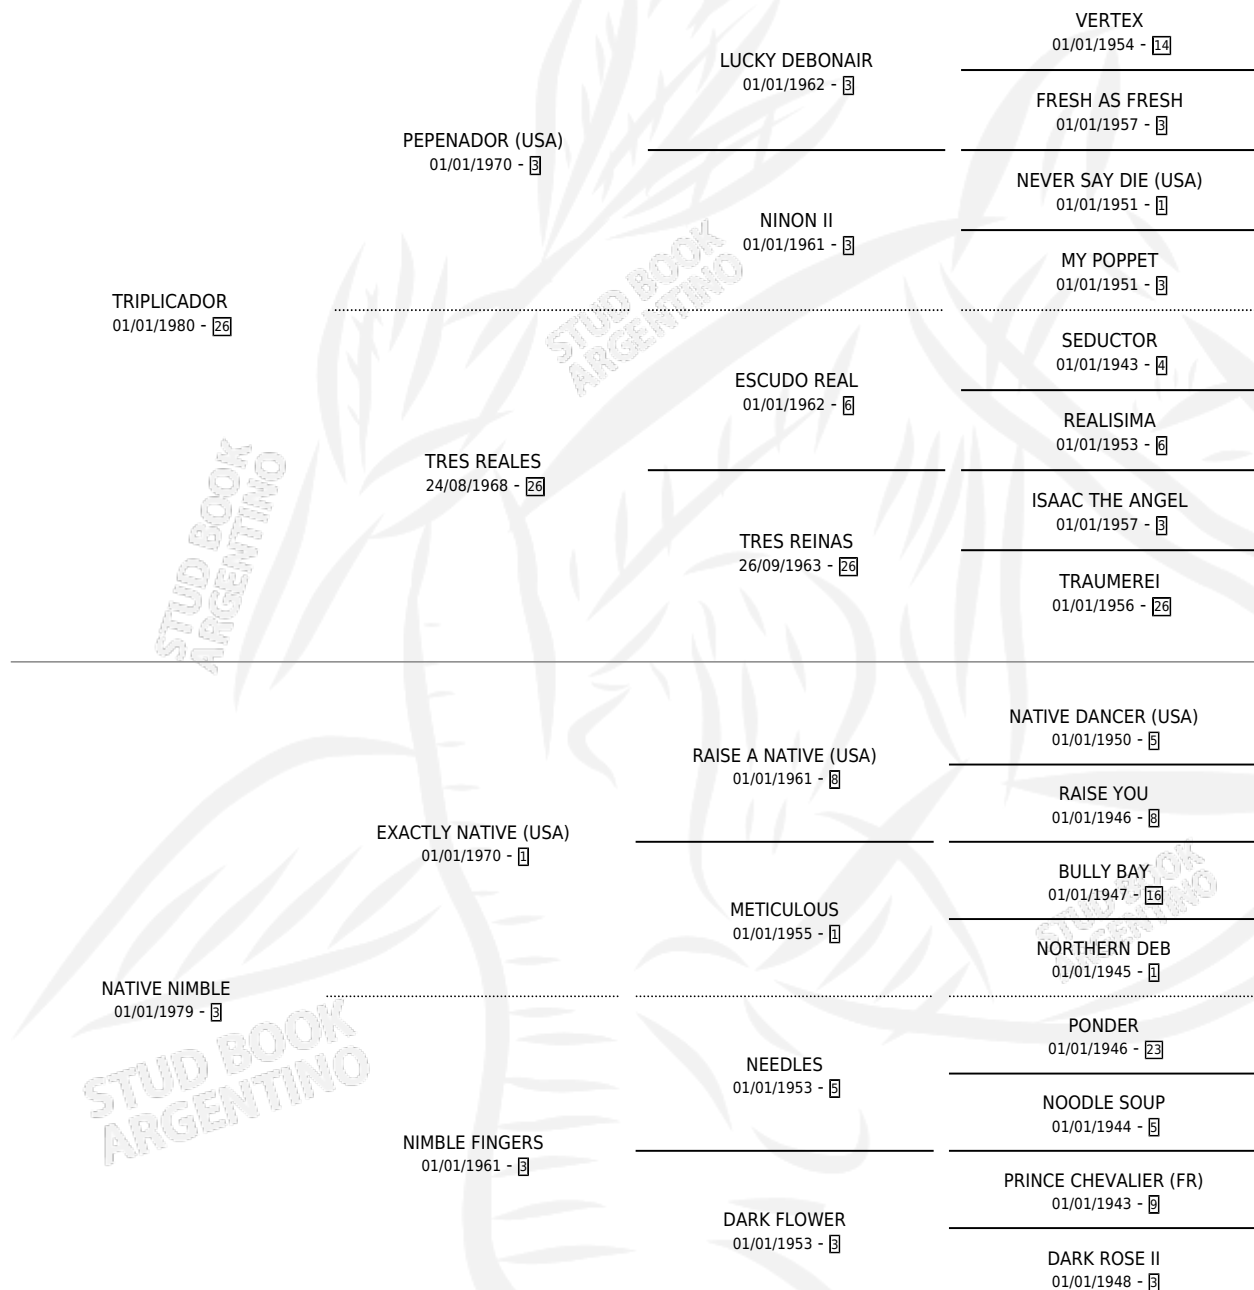 VERTEX
01/01/1954 - 14
LUCKY DEBONAIR
01/01/1962 - 3
FRESH AS FRESH
01/01/1957 - 3
PEPENADOR (USA)
01/01/1970 - 3
NEVER SAY DIE (USA)
01/01/1951 - 1
NINON II
01/01/1961 - 3
MY POPPET
01/01/1951 - 3
TRIPLICADOR
01/01/1980 - 26
SEDUCTOR
01/01/1943 - 4
ESCUDO REAL
01/01/1962 - 6
REALISIMA
01/01/1953 - 6
TRES REALES
24/08/1968 - 26
ISAAC THE ANGEL
01/01/1957 - 3
TRES REINAS
26/09/1963 - 26
TRAUMEREI
01/01/1956 - 26
STUD BOOK
ARGENTINO
STUD BOOK
ARGENTINO
NATIVE DANCER (USA)
01/01/1950 - 5
RAISE A NATIVE (USA)
01/01/1961 - 8
RAISE YOU
01/01/1946 - 8
EXACTLY NATIVE (USA)
01/01/1970 - 1
BULLY BAY
01/01/1947 - 16
METICULOUS
01/01/1955 - 1
NORTHERN DEB
01/01/1945 - 1
NATIVE NIMBLE
01/01/1979 - 3
PONDER
01/01/1946 - 23
NEEDLES
01/01/1953 - 5
NOODLE SOUP
01/01/1944 - 5
NIMBLE FINGERS
01/01/1961 - 3
PRINCE CHEVALIER (FR)
01/01/1943 - 9
DARK FLOWER
01/01/1953 - 3
DARK ROSE II
01/01/1948 - 3
STUD BOOK
ARGENTINO
STUD BOOK
ARGENTINO